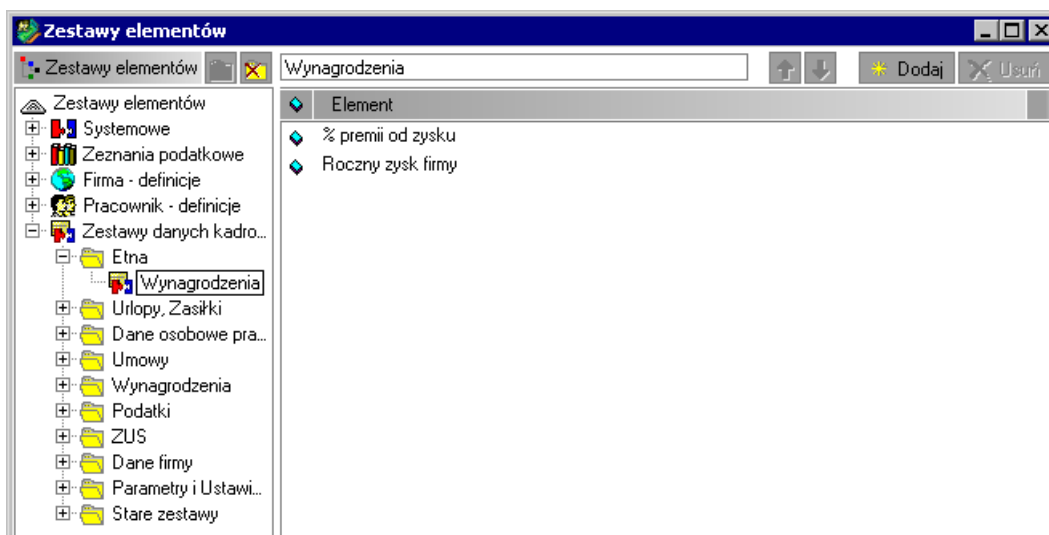 Zestawy elementów
Zestawy elementów
Wynagrodzenia
Dodaj
Usuń
Zestawy elementów
Systemowe
Zeznania podatkowe
Firma - definicje
Pracownik - definicje
Zestawy danych kadro...
Etna
Wynagrodzenia
Urlopy, Zasiłki
Dane osobowe pra...
Umowy
Wynagrodzenia
Podatki
ZUS
Dane firmy
Parametry i Ustawi...
Stare zestawy
Element
% premii od zysku
Roczny zysk firmy